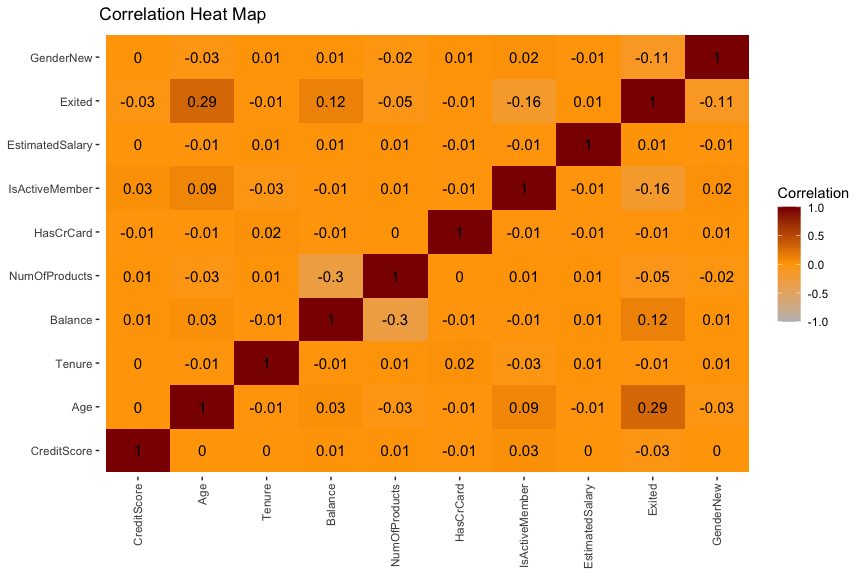 Correlation Heat Map
GenderNew 0 -0.03 0.01 0.01 -0.02 0.01 0.02 -0.01 -0.11 1
Exited -0.03 0.29 -0.01 0.12 -0.05 -0.01 -0.16 0.01 1 -0.11
EstimatedSalary 0 -0.01 0.01 0.01 0.01 -0.01 -0.01 1 0.01 -0.01
IsActiveMember 0.03 0.09 -0.03 -0.01 0.01 -0.01 1 -0.01 -0.16 0.02
HasCrCard -0.01 -0.01 0.02 -0.01 0 1 -0.01 -0.01 -0.01 0.01
NumOfProducts 0.01 -0.03 0.01 -0.3 1 0 0.01 0.01 -0.05 -0.02
Balance 0.01 0.03 -0.01 1 -0.3 -0.01 -0.01 0.01 0.12 0.01
Tenure 0 -0.01 1 -0.01 0.01 0.02 -0.03 0.01 -0.01 0.01
Age 0 1 -0.01 0.03 -0.03 -0.01 0.09 -0.01 0.29 -0.03
CreditScore 1 0 0 0.01 0.01 -0.01 0.03 0 -0.03 0
CreditScore
Age
Tenure
Balance
NumOfProducts
HasCrCard
IsActiveMember
EstimatedSalary
Exited
GenderNew
Correlation
1.0
0.5
0.0
-0.5
-1.0